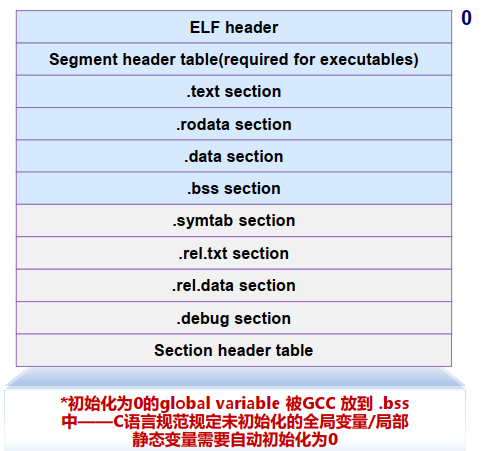 0
ELF header
Segment header table(required for executables)
.text section
.rodata section
.data section
.bss section
.symtab section
.rel.txt section
.rel.data section
.debug section
Section header table
*初始化为0的global variable 被GCC 放到 .bss
中——C语言规范规定未初始化的全局变量/局部
静态变量需要自动初始化为0